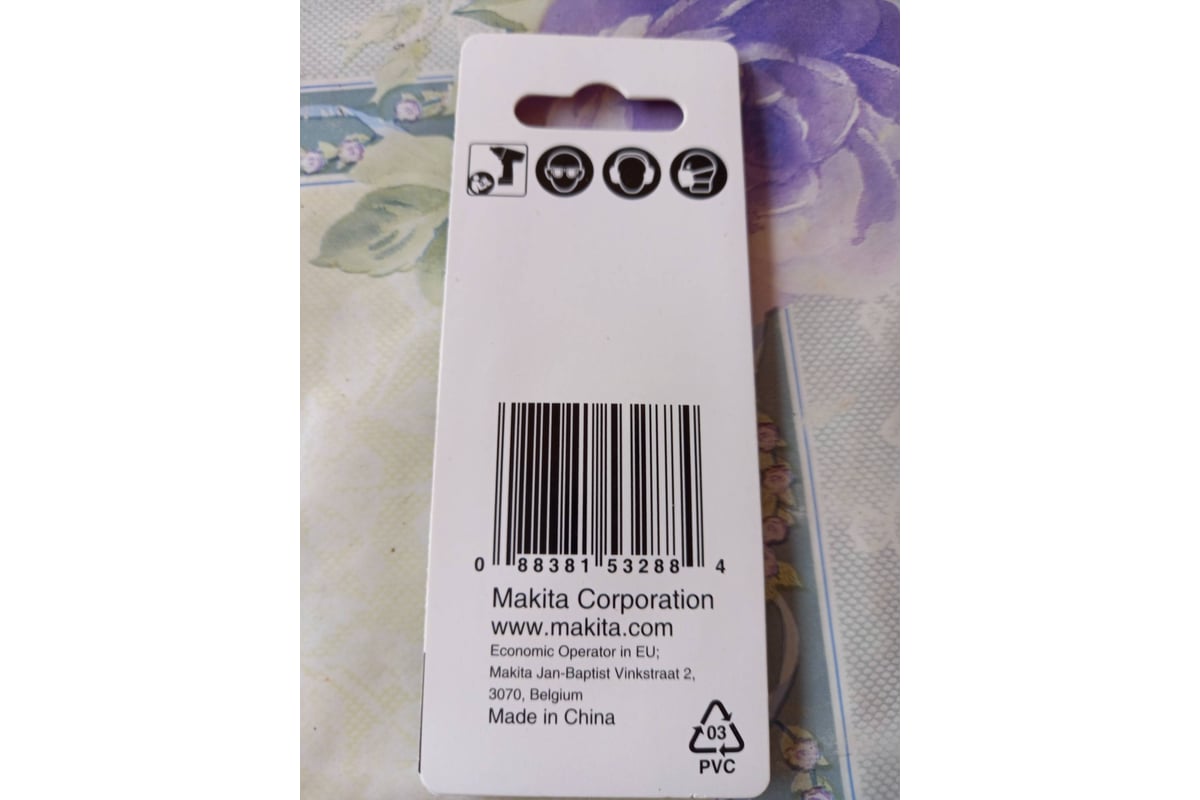 0 88381 53288 4
Makita Corporation
www.makita.com
Economic Operator in EU;
Makita Jan-Baptist Vinkstraat 2,
3070, Belgium
Made in China
03
PVC